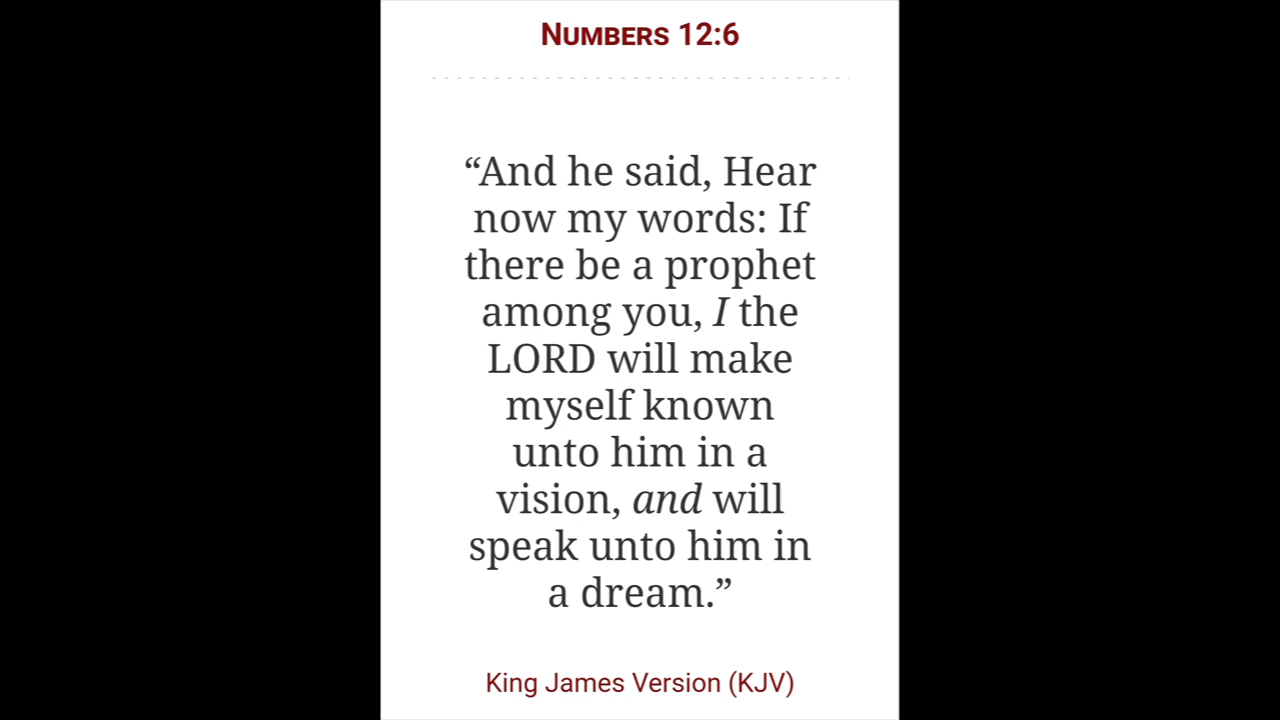 Numbers 12:6
“And he said, Hear
now my words: If
there be a prophet
among you, I the
LORD will make
myself known
unto him in a
vision, and will
speak unto him in
a dream.”
King James Version (KJV)